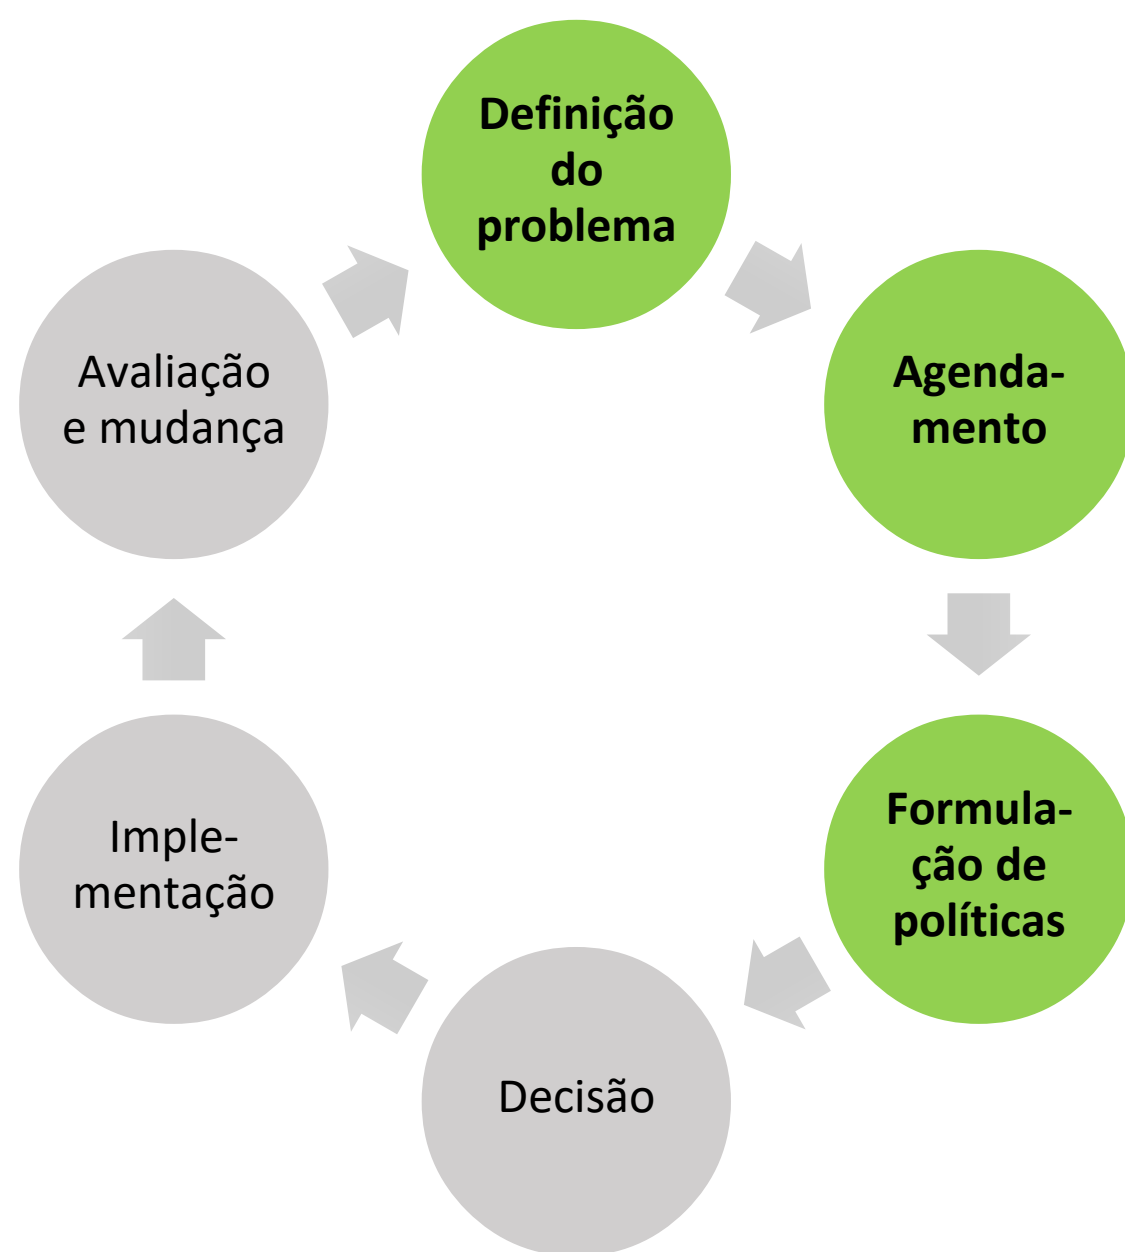 Definição
do
problema
Agenda-
mento
Formula-
ção de
políticas
Decisão
Imple-
mentação
Avaliação
e mudança